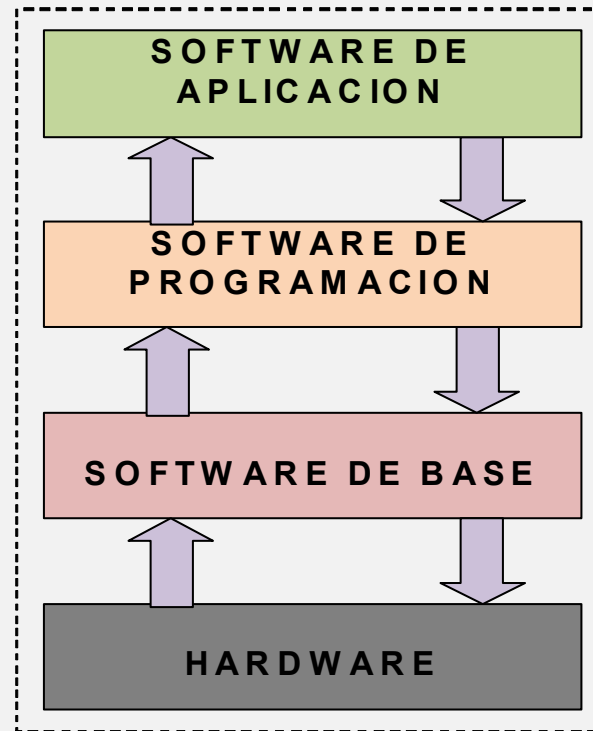 SOFTWARE DE
APLICACION
SOFTWARE DE
PROGRAMACION
SOFTWARE DE BASE
HARDWARE